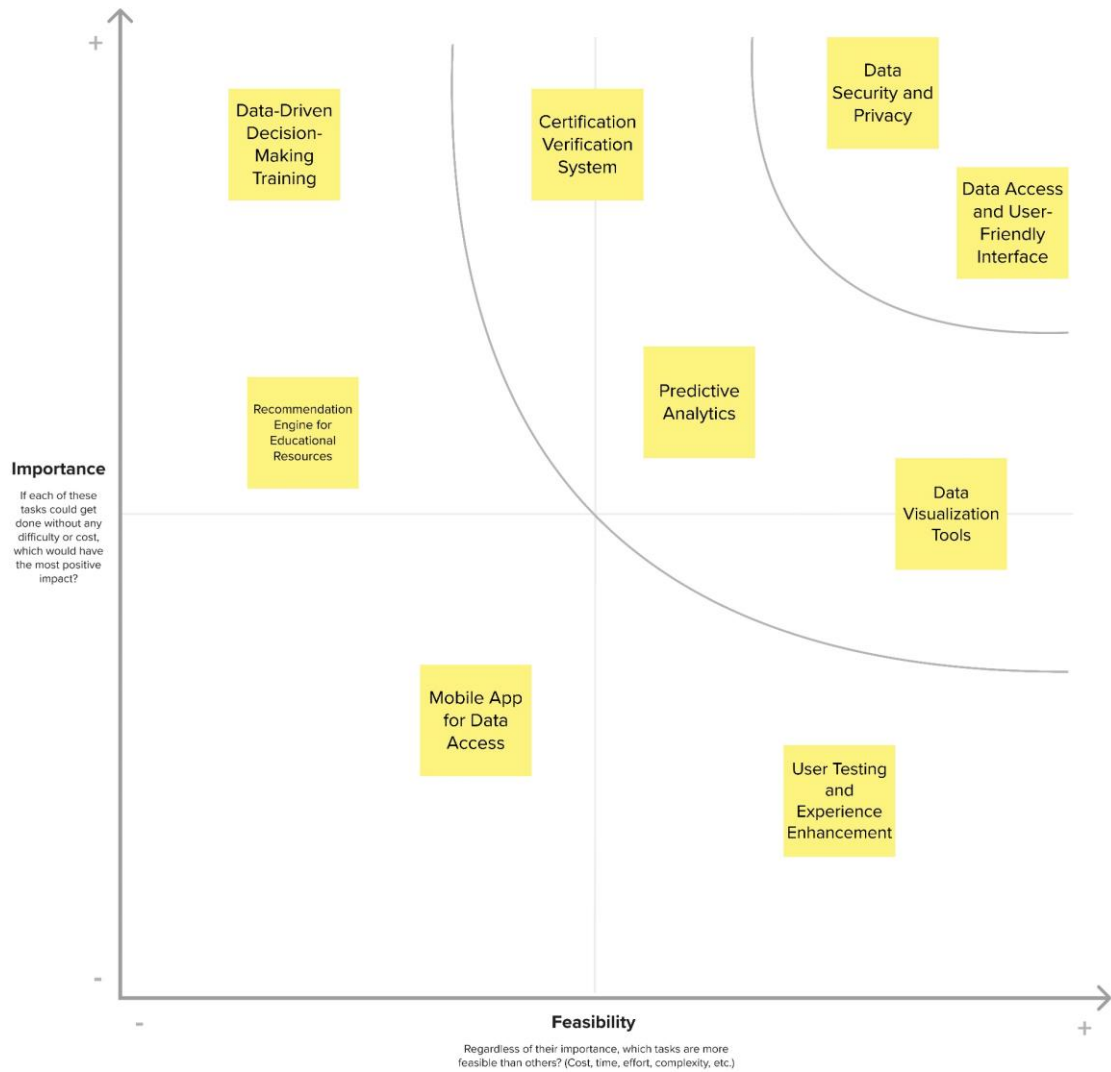 +
Data
Security and
Privacy
Data-Driven
Decision-
Making
Training
Certification
Verification
System
Data Access
and User-
Friendly
Interface
Predictive
Analytics
Recommendation
Engine for
Educational
Resources
Importance
If each of these
tasks could get
done without any
difficulty or cost,
which would have
the most positive
impact?
Data
Visualization
Tools
Mobile App
for Data
Access
User Testing
and
Experience
Enhancement
-
-
Feasibility
+
Regardless of their importance, which tasks are more
feasible than others? (Cost, time, effort, complexity, etc.)